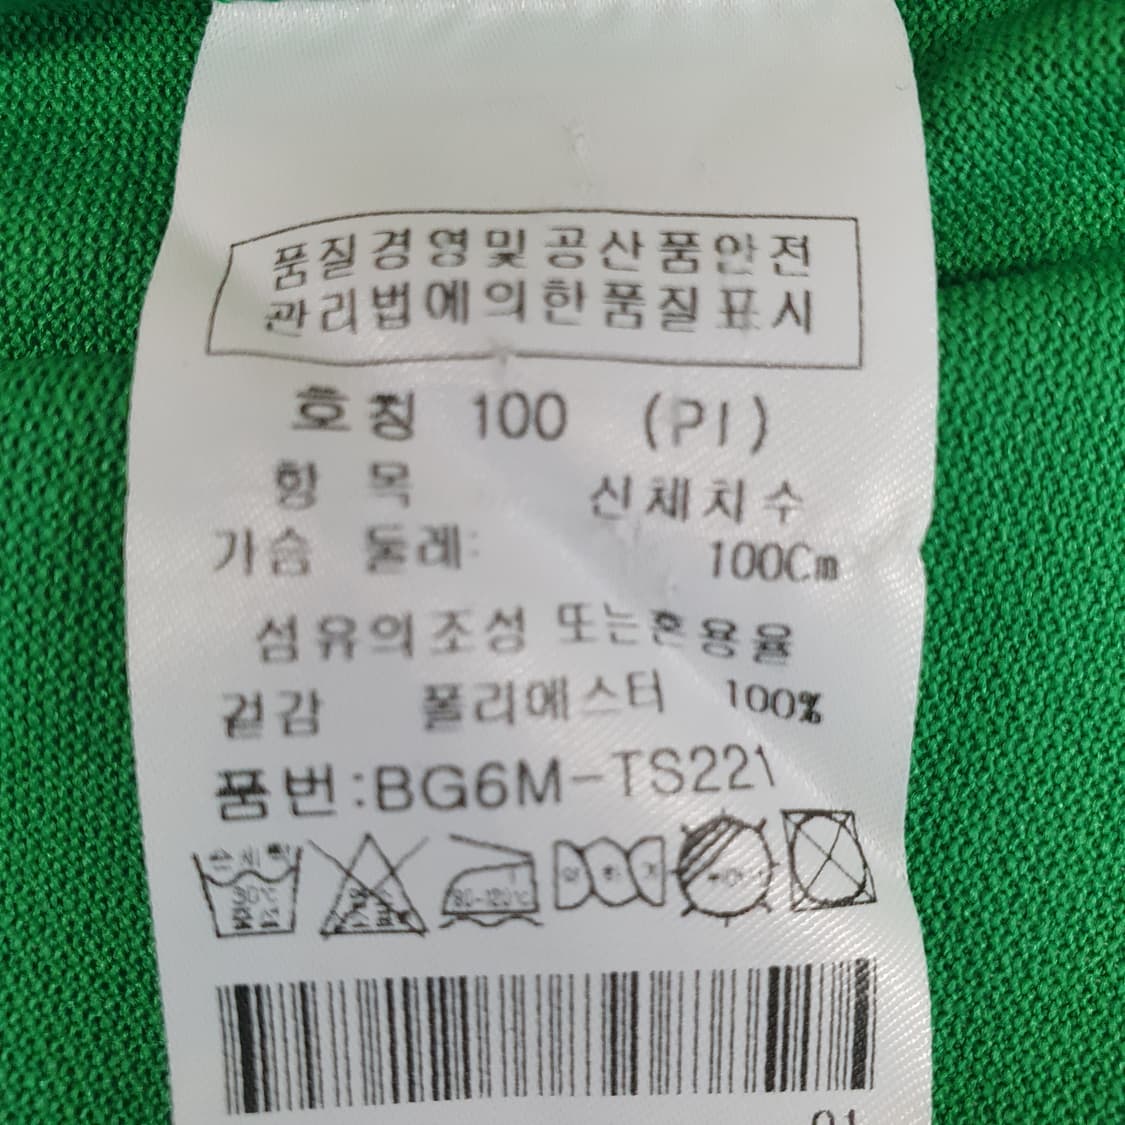 품질경영및공산품안전
관리법에의한품질표시
호칭 100 (PI)
항 목 신체치수
가슴 둘레: 100Cm
섬유의조성 또는혼용율
겉감 폴리에스터 100%
품번:BG6M-TS221
80-120℃